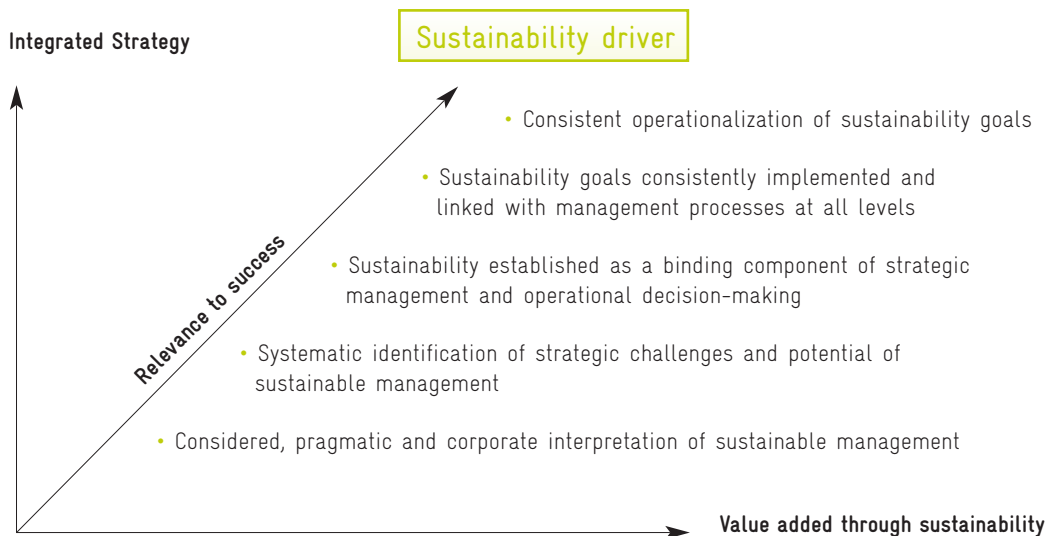 Integrated Strategy
Sustainability driver
• Consistent operationalization of sustainability goals
• Sustainability goals consistently implemented and
linked with management processes at all levels
• Sustainability established as a binding component of strategic
management and operational decision-making
Relevance to success
• Systematic identification of strategic challenges and potential of
sustainable management
• Considered, pragmatic and corporate interpretation of sustainable management
Value added through sustainability